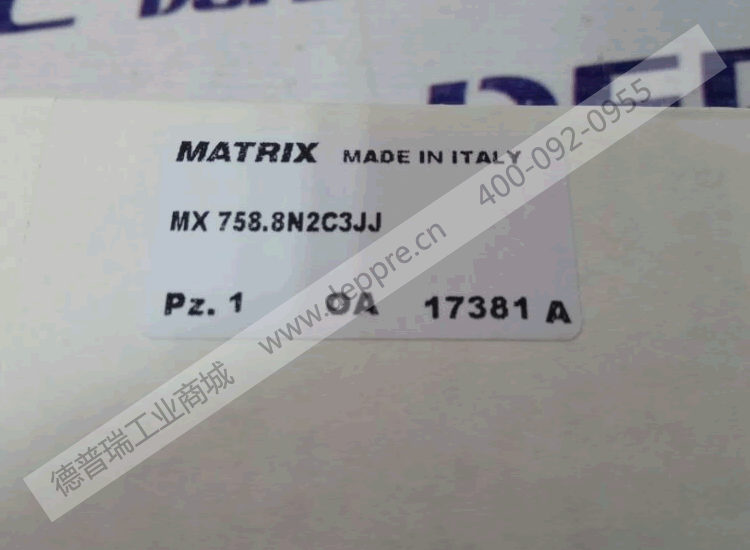 MATRIX MADE IN ITALY
MX 758.8N2C3JJ
Pz. 1 OA 17381 A
德普瑞工业商城 www.deppre.cn 400-092-0955